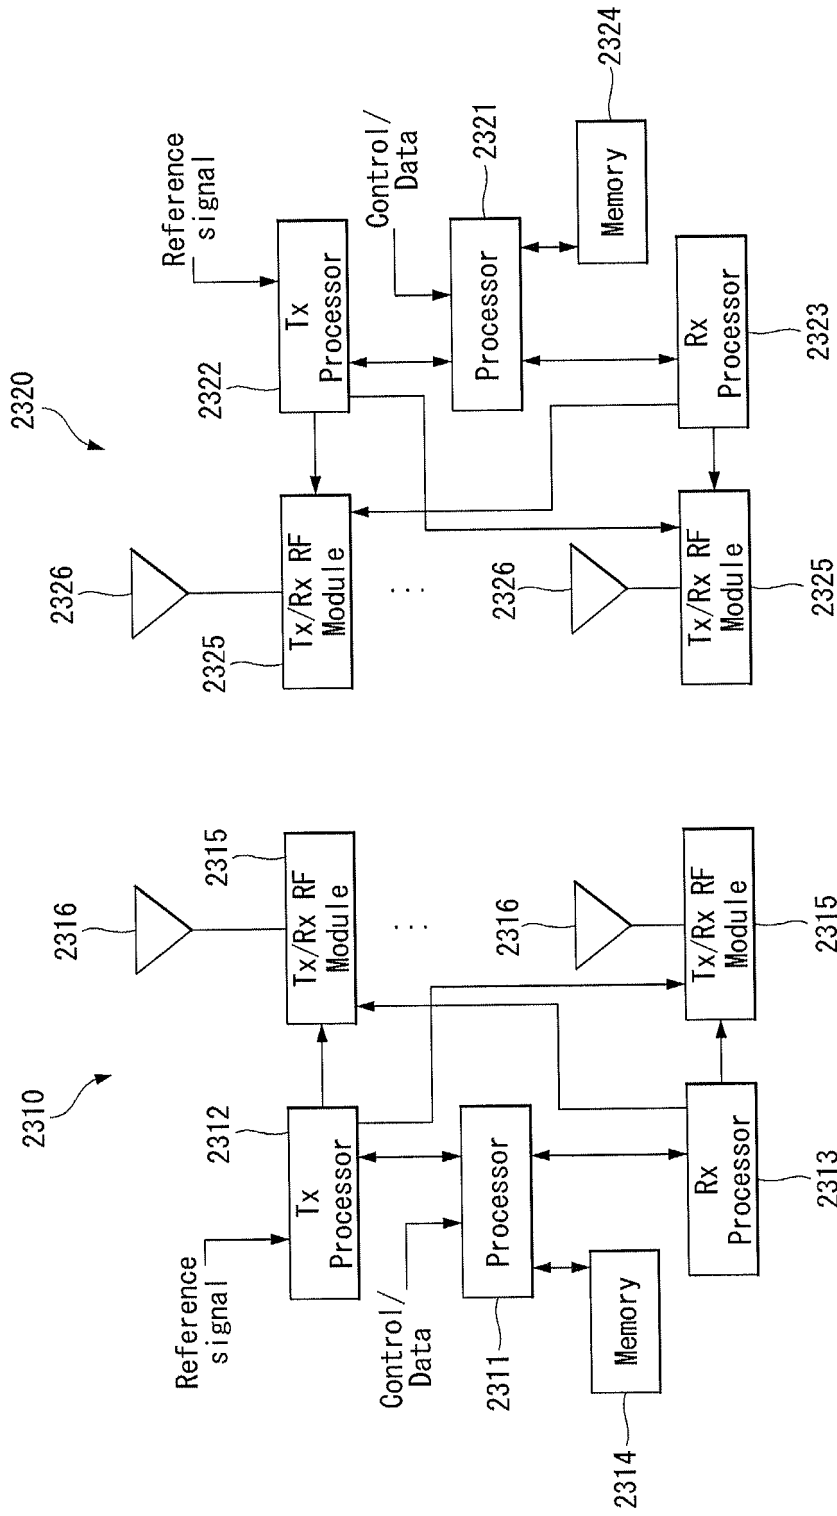 2310
2316
Reference
signal
2312
Tx
Processor
Tx/Rx RF
Module
2315
Control/
Data
Processor
2311
...
2316
Memory
2314
Rx
Processor
2313
Tx/Rx RF
Module
2315
2320
2326
Reference
signal
2325
Tx/Rx RF
Module
2322
Tx
Processor
Control/
Data
...
Processor
2321
2326
Memory
2324
Tx/Rx RF
Module
2325
Rx
Processor
2323